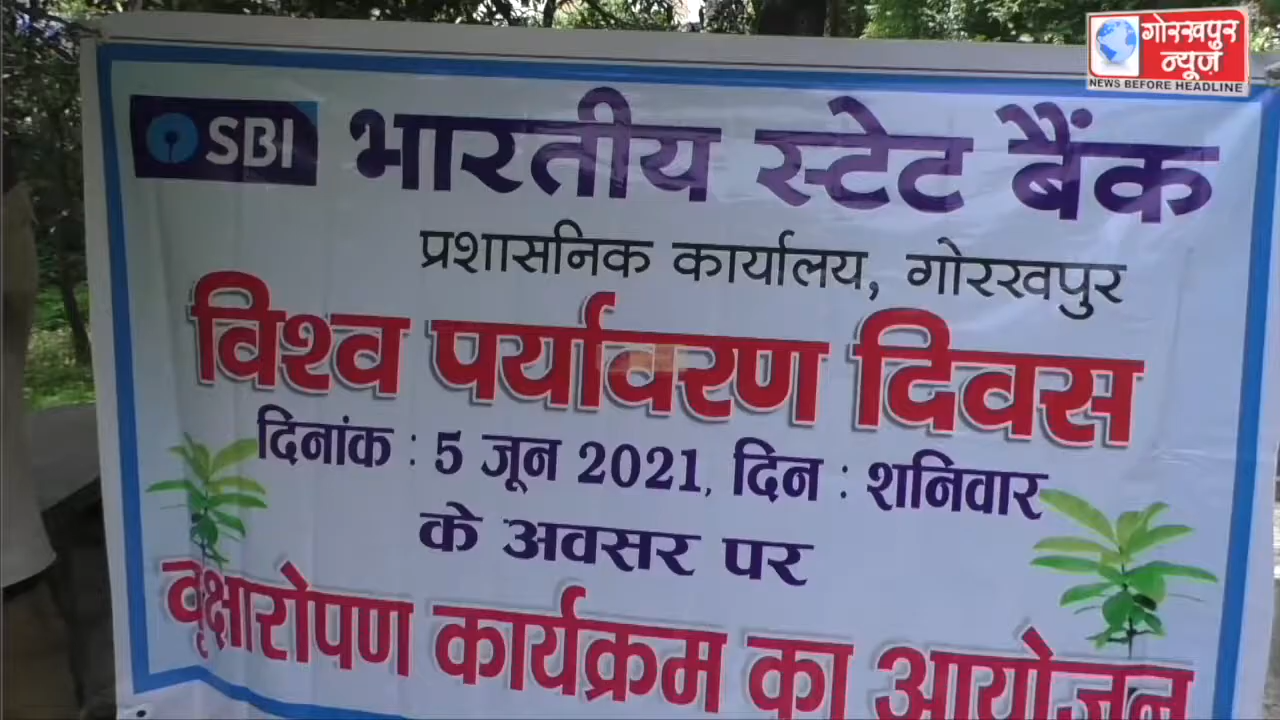 गोरखपुर
न्यूज़
NEWS BEFORE HEADLINE
SBI भारतीय स्टेट बैंक
प्रशासनिक कार्यालय, गोरखपुर
विश्व पर्यावरण दिवस
दिनांक : 5 जून 2021, दिन : शनिवार
के अवसर पर
वृक्षारोपण कार्यक्रम का आयोजन